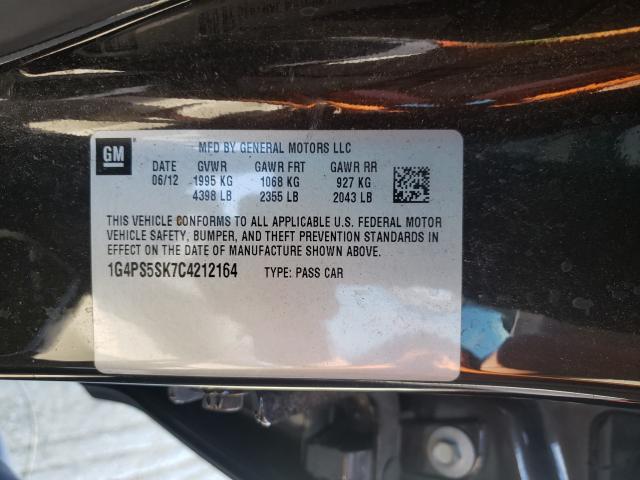 GM
MFD BY GENERAL MOTORS LLC
DATE GVWR GAWR FRT GAWR RR
06/12 1995 KG 1068 KG 927 KG
4398 LB 2355 LB 2043 LB
THIS VEHICLE CONFORMS TO ALL APPLICABLE U.S. FEDERAL MOTOR
VEHICLE SAFETY, BUMPER, AND THEFT PREVENTION STANDARDS IN
EFFECT ON THE DATE OF MANUFACTURE SHOWN ABOVE.
1G4PS5SK7C4212164 TYPE: PASS CAR